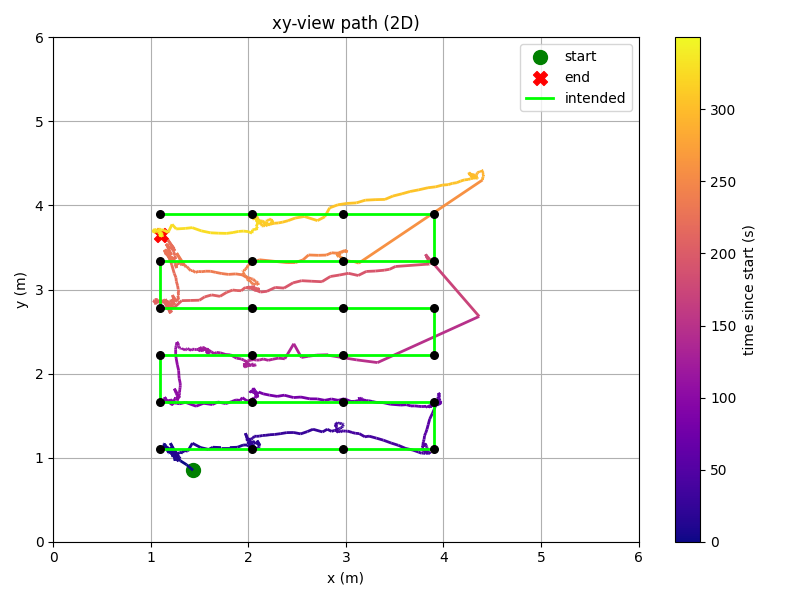 xy-view path (2D)
start
end
intended
6
5
4
3
2
1
0
y (m)
0 1 2 3 4 5 6
x (m)
300
250
200
150
100
50
0
time since start (s)